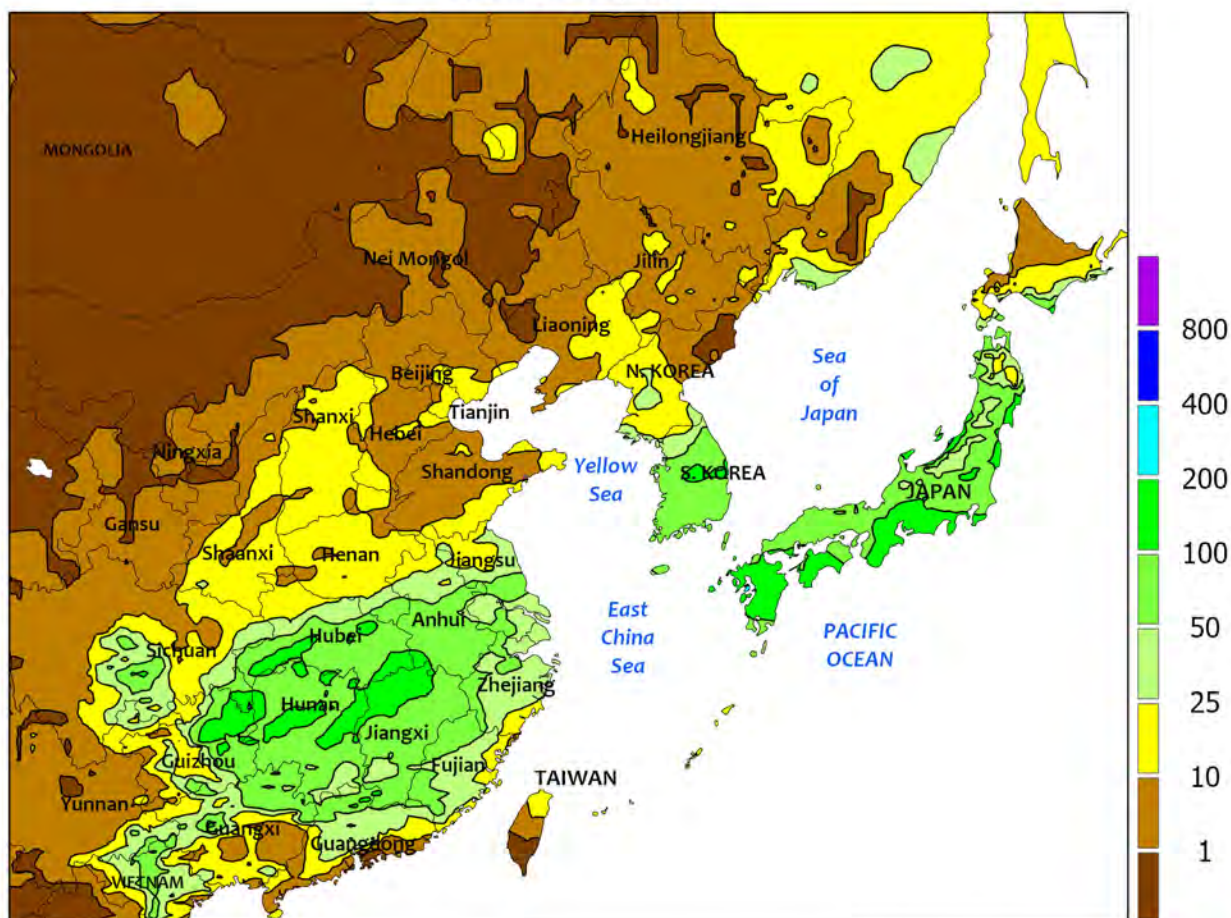 Heilongjiang
MONGOLIA
Nei Mongol
Jilin
Liaoning
Beijing
N. KOREA
Sea
of
Japan
Shanxi
Tianjin
Hebei
Ningxia
Shandong
Yellow
Sea
S. KOREA
JAPAN
Gansu
Shaanxi
Henan
Jiangsu
Anhui
East
China
Sea
PACIFIC
OCEAN
Hubei
Sichuan
Zhejiang
Hunan
Jiangxi
Guizhou
Fujian
TAIWAN
Yunnan
Guangxi
Guangdong
VIETNAM
800
400
200
100
50
25
10
1